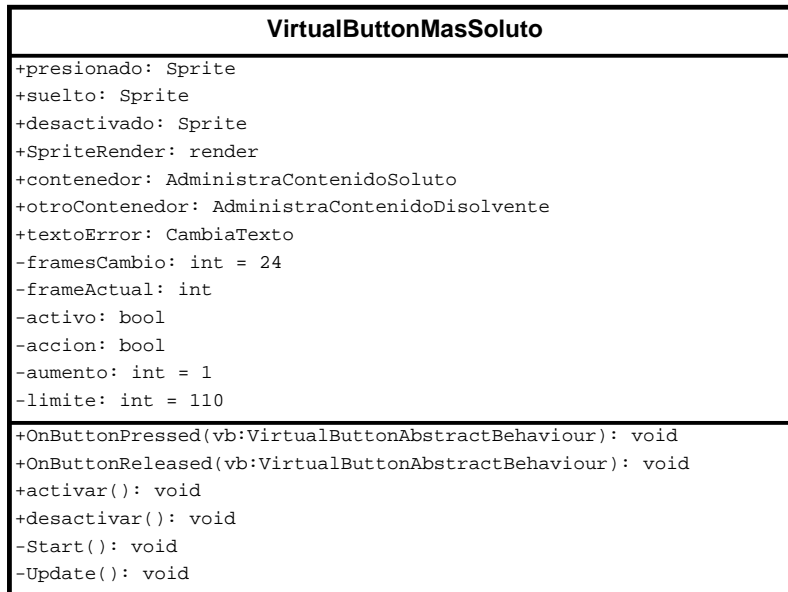 VirtualButtonMasSoluto
+presionado: Sprite
+suelto: Sprite
+desactivado: Sprite
+SpriteRender: render
+contenedor: AdministraContenidoSoluto
+otroContenedor: AdministraContenidoDisolvente
+textoError: CambiaTexto
-framesCambio: int = 24
-frameActual: int
-activo: bool
-accion: bool
-aumento: int = 1
-limite: int = 110
+OnButtonPressed(vb:VirtualButtonAbstractBehaviour): void
+OnButtonReleased(vb:VirtualButtonAbstractBehaviour): void
+activar(): void
+desactivar(): void
-Start(): void
-Update(): void